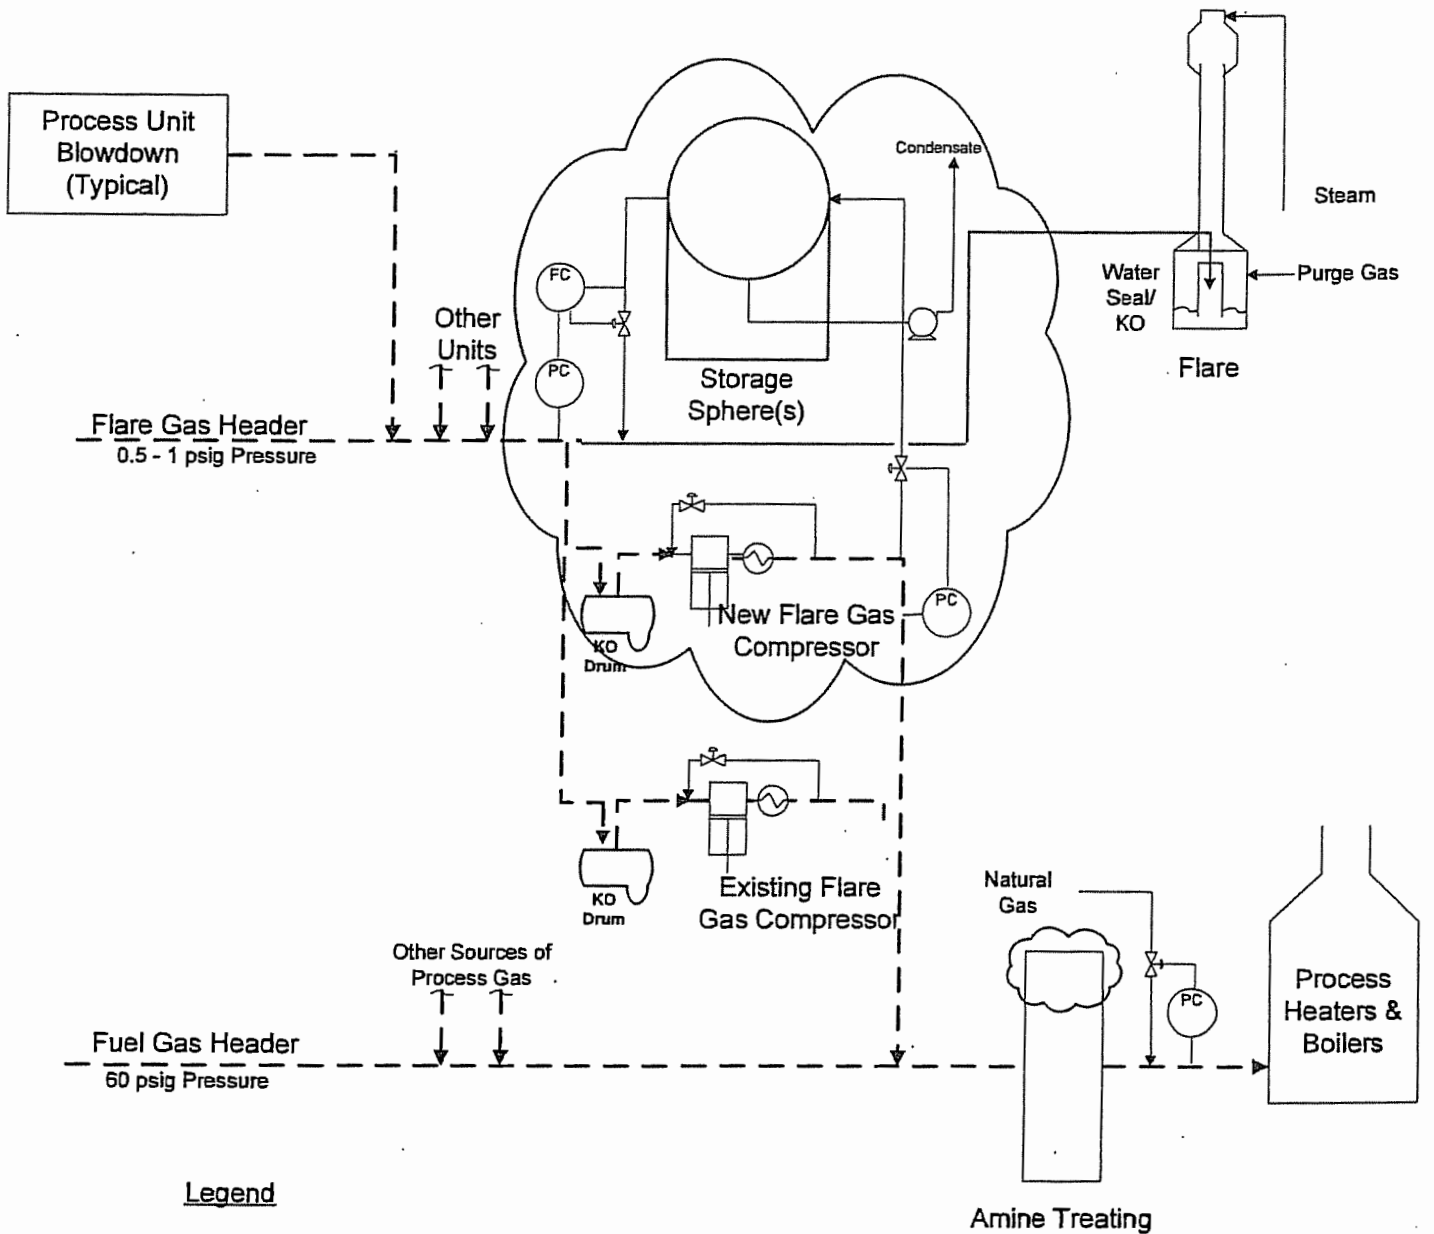 Process Unit
Blowdown
(Typical)
Condensate
Steam
Water
Seal/
KO
Purge Gas
Flare
FC
Other
Units
PC
Storage
Sphere(s)
Flare Gas Header
0.5 - 1 psig Pressure
PC
New Flare Gas
Compressor
KO
Drum
Existing Flare
Gas Compressor
KO
Drum
Natural
Gas
Other Sources of
Process Gas
PC
Process
Heaters &
Boilers
Fuel Gas Header
60 psig Pressure
Legend
Amine Treating